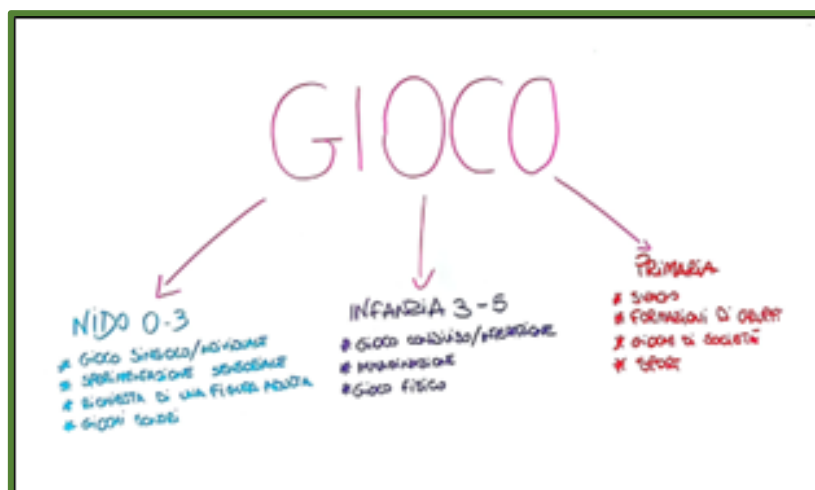 GIOCO
NIDO 0-3
* GIOCO SINGOLO/INDIVIDUALE
* SPERIMENTAZIONE SENSORIALE
* RICHIESTA DI UNA FIGURA ADULTA
* GIOCHI SONORI
INFANZIA 3-5
* GIOCO CONDIVISO/INTERAZIONE
* IMMAGINAZIONE
* GIOCO FISICO
PRIMARIA
*
* FORMAZIONI DI GRUPPI
* GIOCHI DI SOCIETÀ
* SPORT